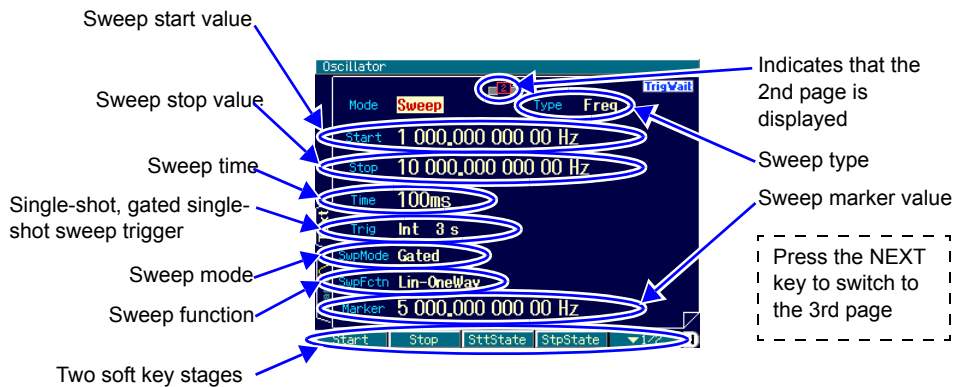 Sweep start value
Sweep stop value
Sweep time
Single-shot, gated single-
shot sweep trigger
Sweep mode
Sweep function
Two soft key stages
Oscillator
2
TrigWait
Mode Sweep Type Freq
Start 1 000.000 000 00 Hz
Stop 10 000.000 000 00 Hz
Time 100ms
Trig Int 3 s
SwpMode Gated
SwpFctn Lin-OneWay
Marker 5 000.000 000 00 Hz
Start Stop SttState StpState ▼1/2
Indicates that the
2nd page is
displayed
Sweep type
Sweep marker value
Press the NEXT
key to switch to
the 3rd page